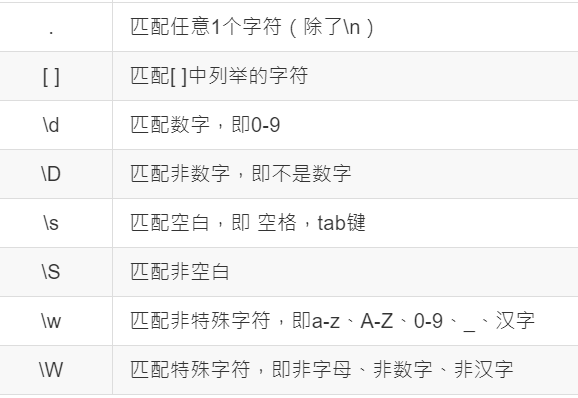 . 匹配任意1个字符（除了\n）
[ ] 匹配[ ]中列举的字符
\d 匹配数字，即0-9
\D 匹配非数字，即不是数字
\s 匹配空白，即 空格，tab键
\S 匹配非空白
\w 匹配非特殊字符，即a-z、A-Z、0-9、_、汉字
\W 匹配特殊字符，即非字母、非数字、非汉字